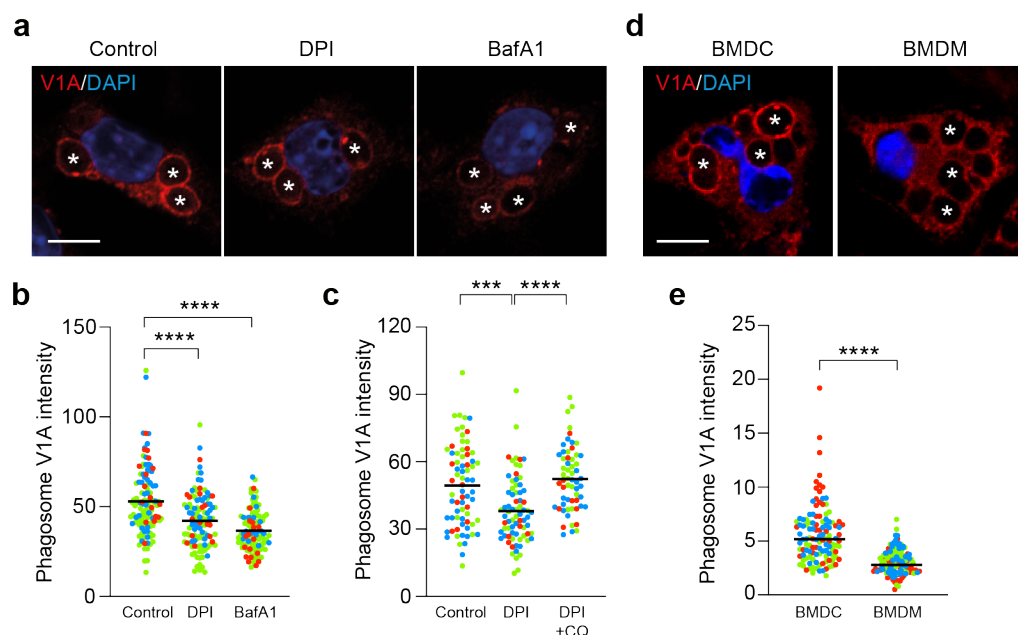 a
Control
DPI
BafA1
V1A/DAPI
* * *
* * *
* * * *
d
BMDC
BMDM
V1A/DAPI
* * *
* * *
b
Phagosome V1A intensity
150
100
50
0
****
****
Control
DPI
BafA1
c
Phagosome V1A intensity
120
90
60
30
0
***
****
Control
DPI
DPI
+CQ
e
Phagosome V1A intensity
25
20
15
10
5
0
****
BMDC
BMDM